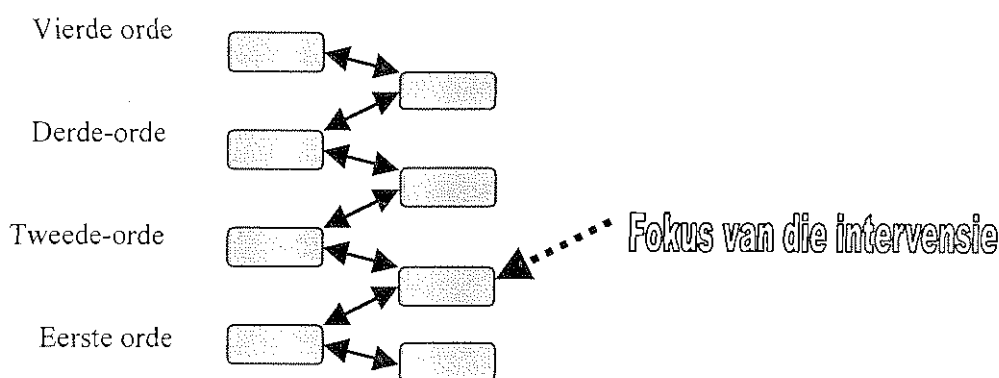 Vierde orde
Derde-orde
Tweede-orde
Fokus van die intervensie
Eerste orde